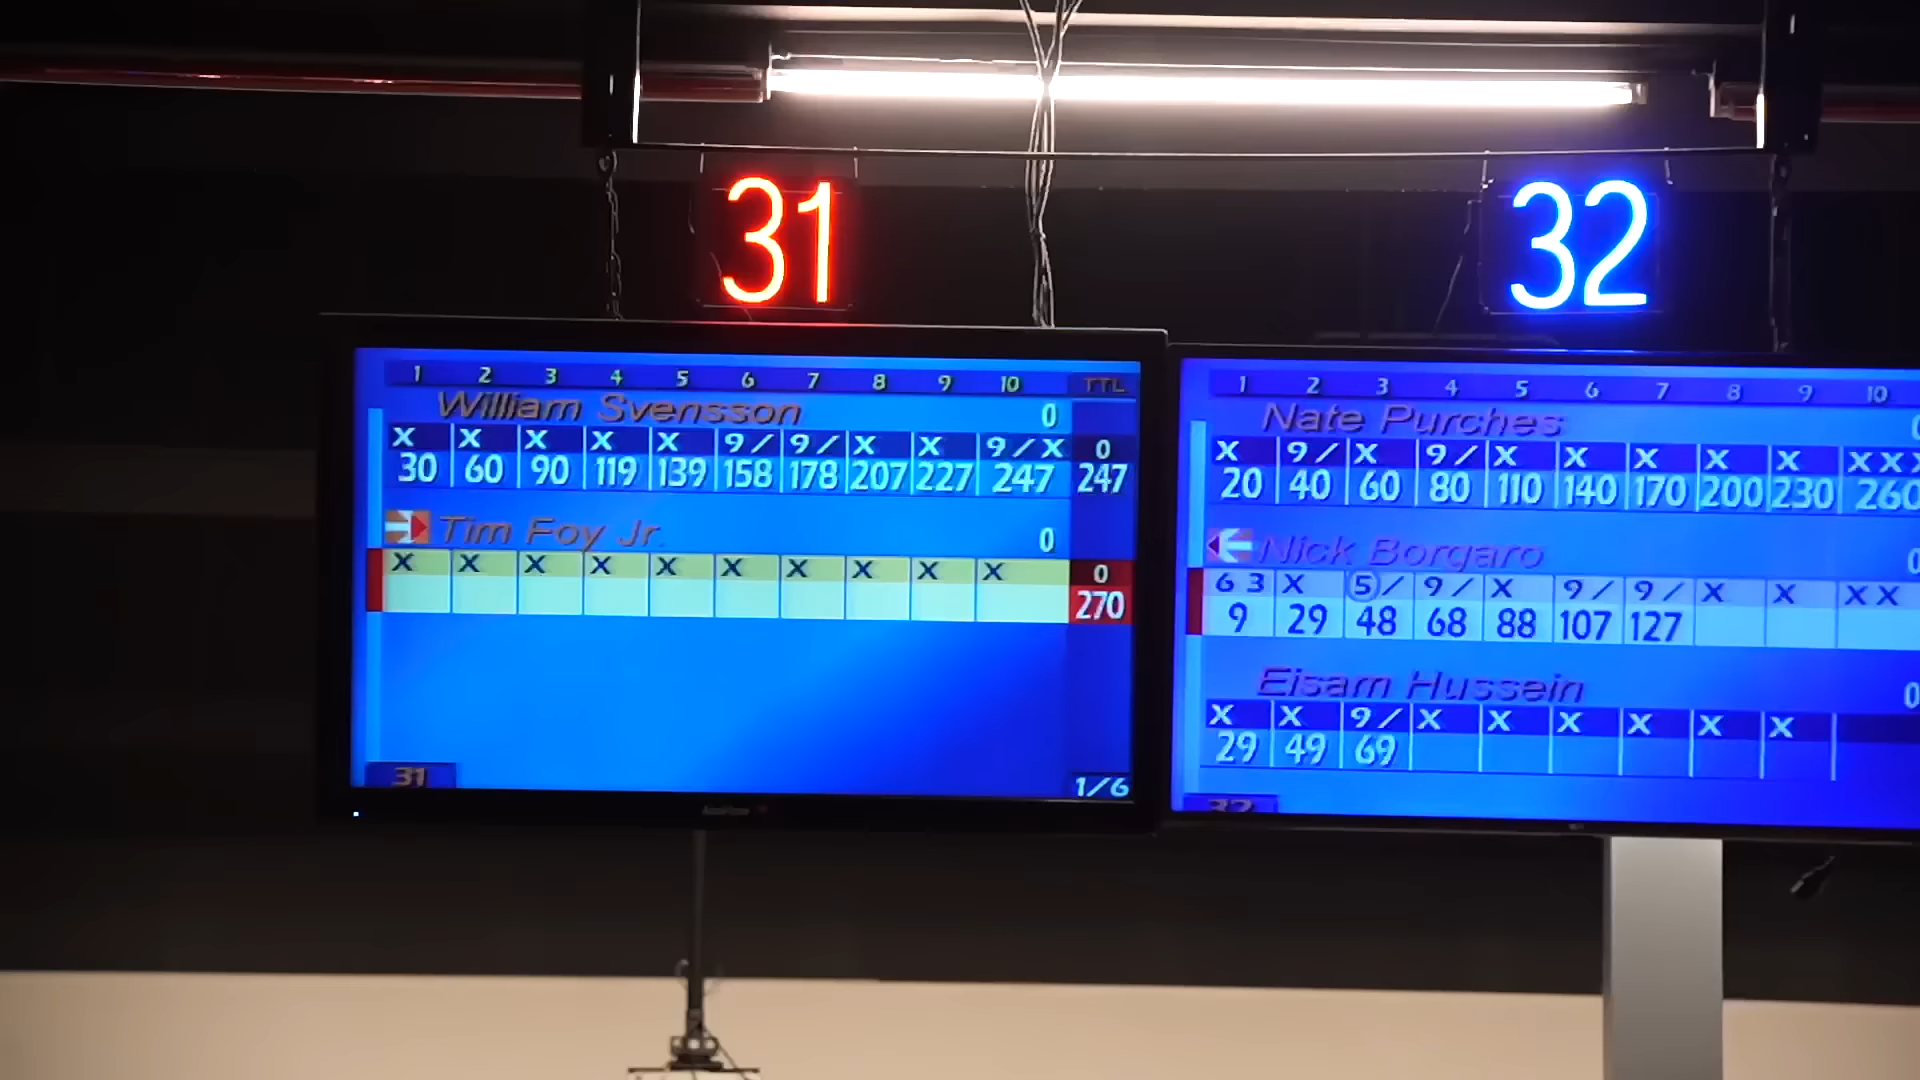 31
32
1 2 3 4 5 6 7 8 9 10 TTL
William Svensson 0
X X X X X 9 / 9 / X X 9 / X 0
30 60 90 119 139 158 178 207 227 247 247
Tim Foy Jr. 0
X X X X X X X X X X 0
270
31 1/6
1 2 3 4 5 6 7 8 9 10
Nate Purches 0
X 9 / X 9 / X X X X X X X X
20 40 60 80 110 140 170 200 230 260
Nick Borgaro 0
6 3 X 5 / 9 / X 9 / 9 / X X X X
9 29 48 68 88 107 127
Eisam Hussein 0
X X 9 / X X X X X X
29 49 69
32